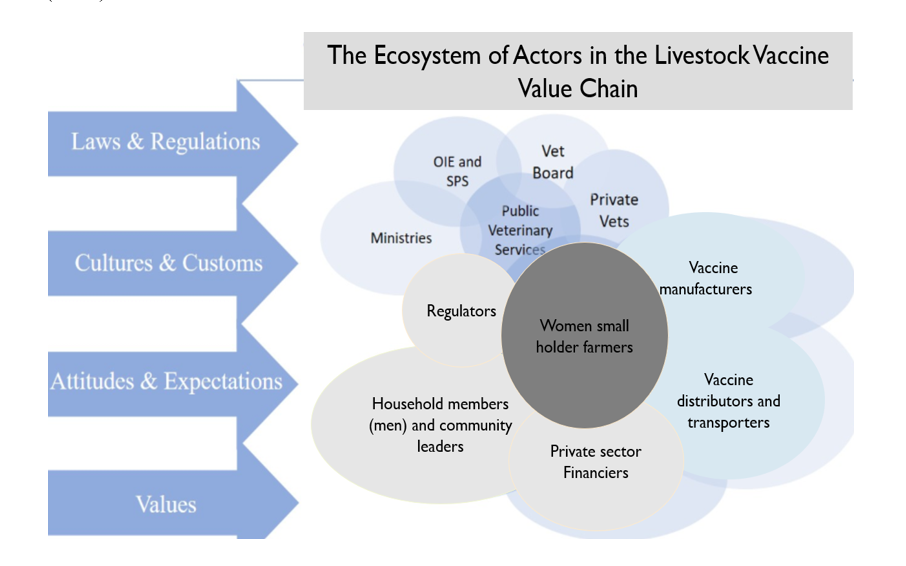 The Ecosystem of Actors in the Livestock Vaccine
Value Chain
Laws & Regulations
Cultures & Customs
Attitudes & Expectations
Values
OIE and
SPS
Vet
Board
Private
Vets
Public
Veterinary
Services
Ministries
Regulators
Women small
holder farmers
Vaccine
manufacturers
Vaccine
distributors and
transporters
Household members
(men) and community
leaders
Private sector
Financiers